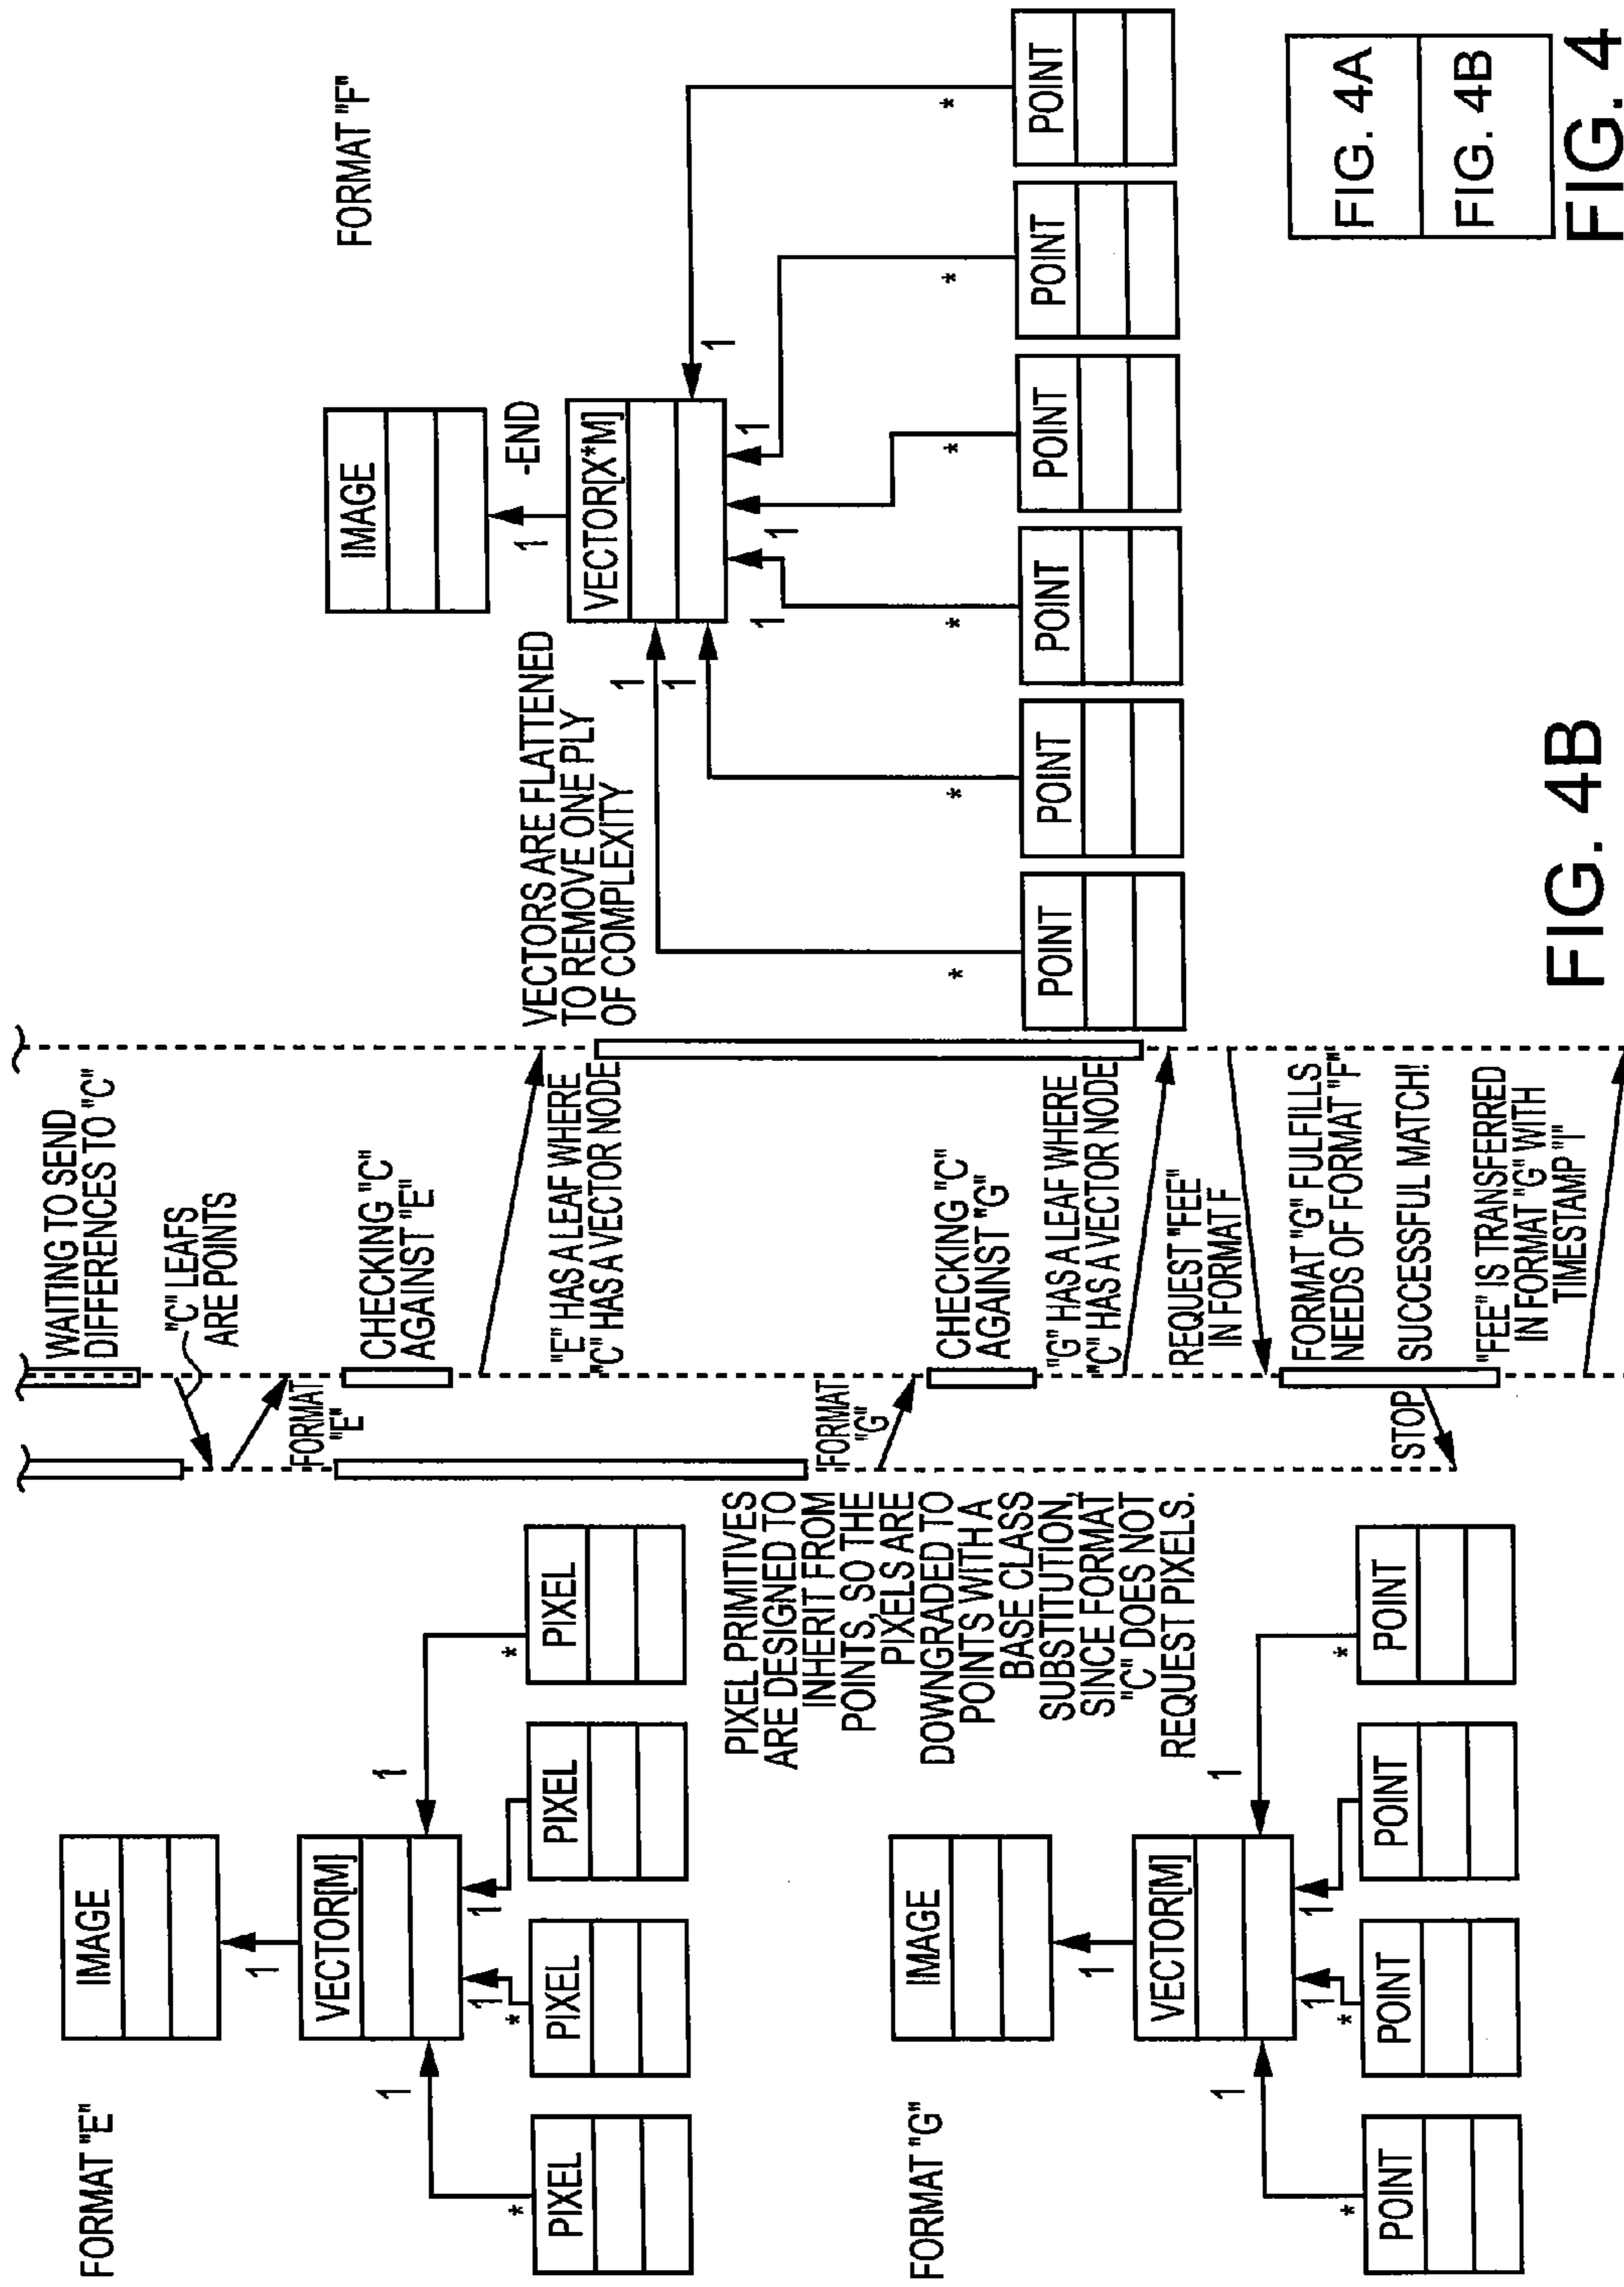 FORMAT "E"
IMAGE
1
VECTOR[M]
1
1
1
1
*
*
*
PIXEL
PIXEL
PIXEL
PIXEL
PIXEL PRIMITIVES
ARE DESIGNED TO
INHERIT FROM
POINTS, SO THE
PIXELS ARE
DOWNGRADED TO
POINTS WITH A
BASE CLASS
SUBSTITUTION,
SINCE FORMAT
"C" DOES NOT
REQUEST PIXELS.
FORMAT "G"
IMAGE
1
VECTOR[M]
1
1
1
1
*
*
*
POINT
POINT
POINT
POINT
WAITING TO SEND
DIFFERENCES TO "C"
"C" LEAFS
ARE POINTS
FORMAT
"E"
CHECKING "C"
AGAINST "E"
"E" HAS A LEAF WHERE
"C" HAS A VECTOR NODE
FORMAT
"G"
CHECKING "C"
AGAINST "G"
"G" HAS A LEAF WHERE
"C" HAS A VECTOR NODE
REQUEST "FEE"
IN FORMAT F
FORMAT "G" FULFILLS
NEEDS OF FORMAT "F"
SUCCESSFUL MATCH!
STOP
"FEE" IS TRANSFERRED
IN FORMAT "G" WITH
TIMESTAMP "I"
FORMAT "F"
IMAGE
1
-END
VECTORS ARE FLATTENED
TO REMOVE ONE PLY
OF COMPLEXITY
VECTOR[X*M]
1
1
1
1
1
1
*
*
*
*
*
*
POINT
POINT
POINT
POINT
POINT
POINT
FIG. 4A
FIG. 4B
FIG. 4
FIG. 4B